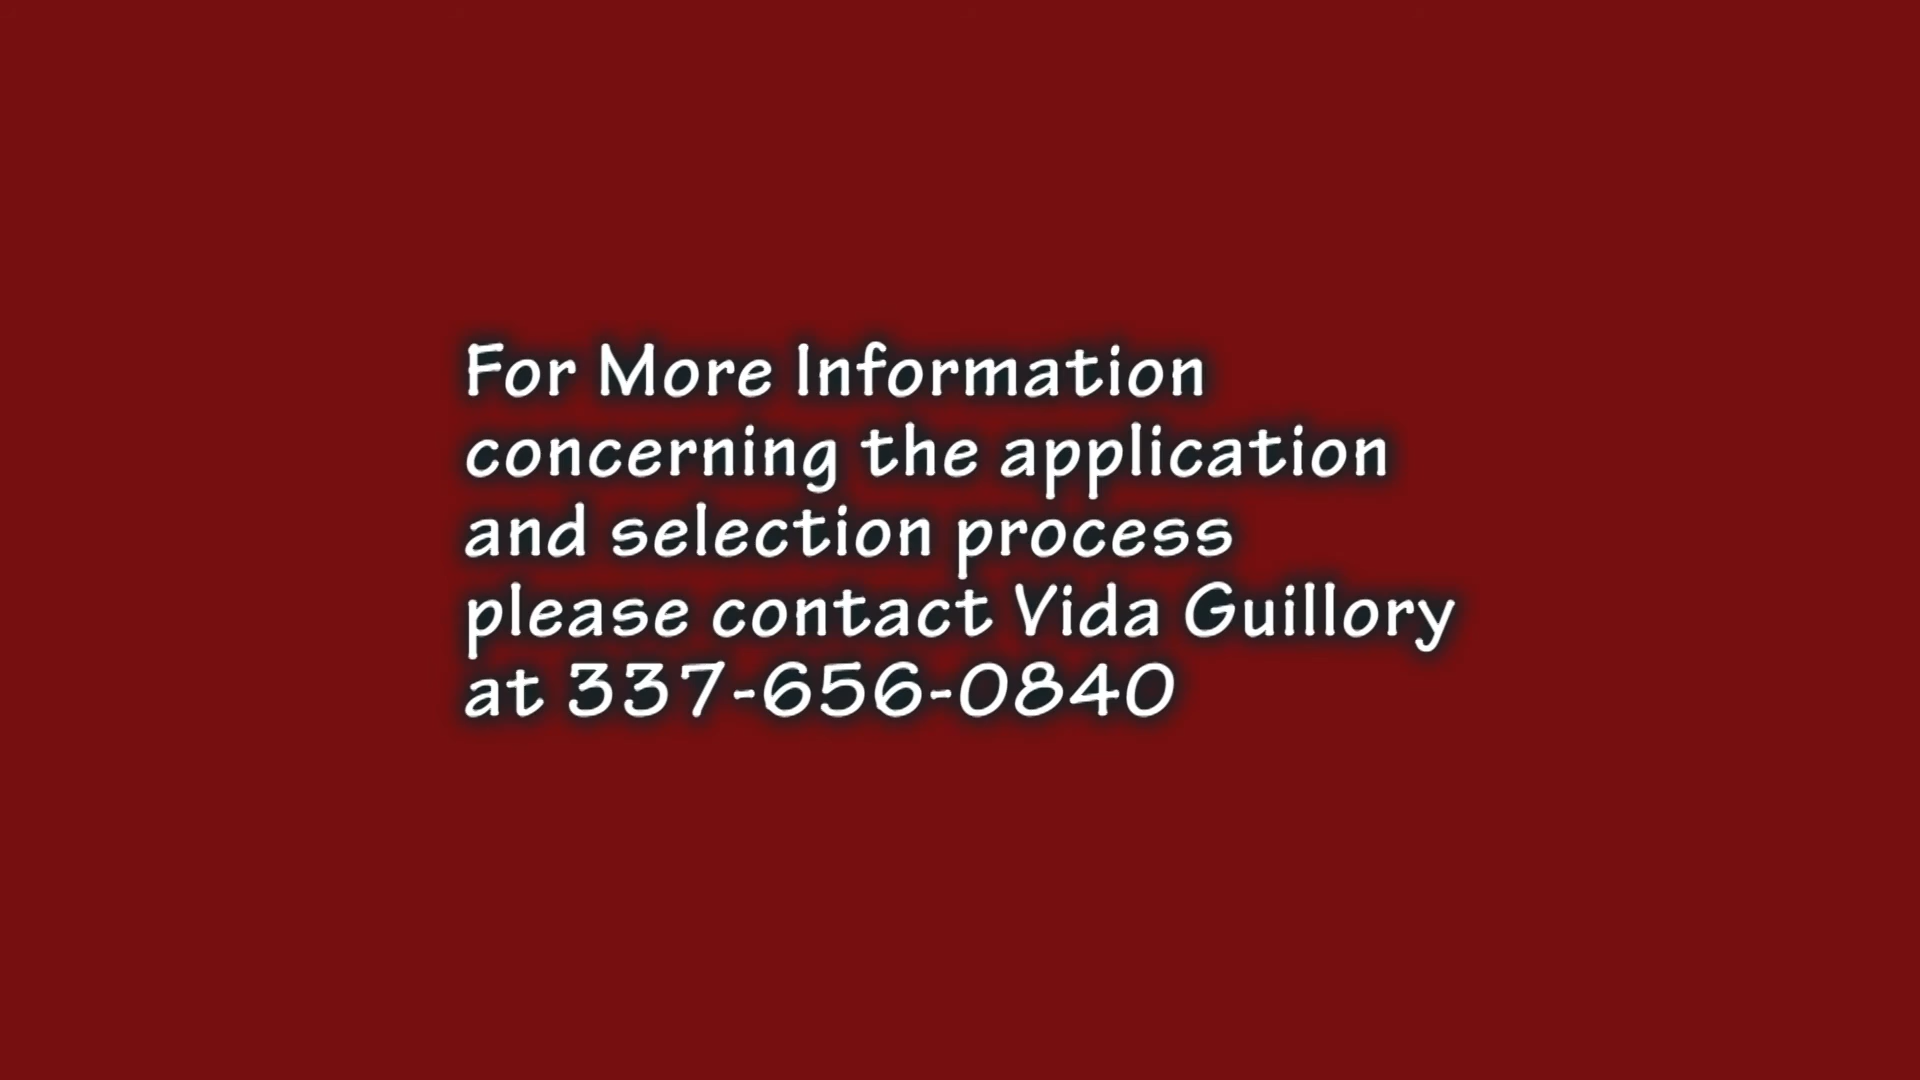 For More Information
concerning the application
and selection process
please contact Vida Guillory
at 337-656-0840